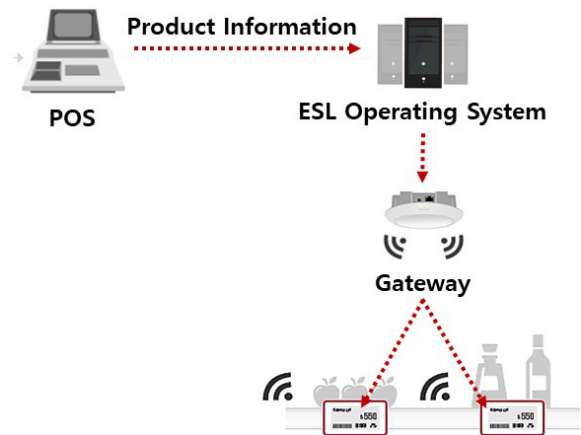 Product Information
POS
ESL Operating System
Gateway
$550
$550